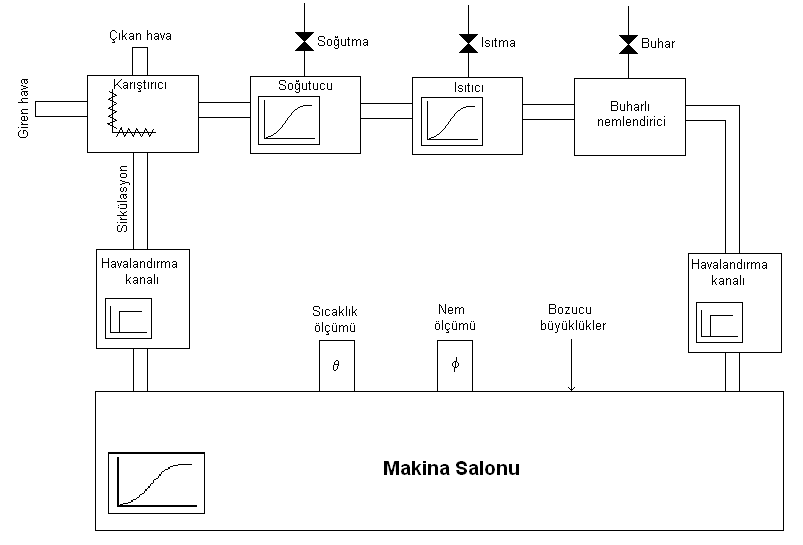 Çıkan hava
Soğutma
Isıtma
Buhar
Giren hava
Karıştırıcı
Soğutucu
Isıtıcı
Buharlı
nemlendirici
Sirkülasyon
Havalandırma
kanalı
Havalandırma
kanalı
Sıcaklık
ölçümü
Nem
ölçümü
Bozucu
büyüklükler
θ
ϕ
Makina Salonu